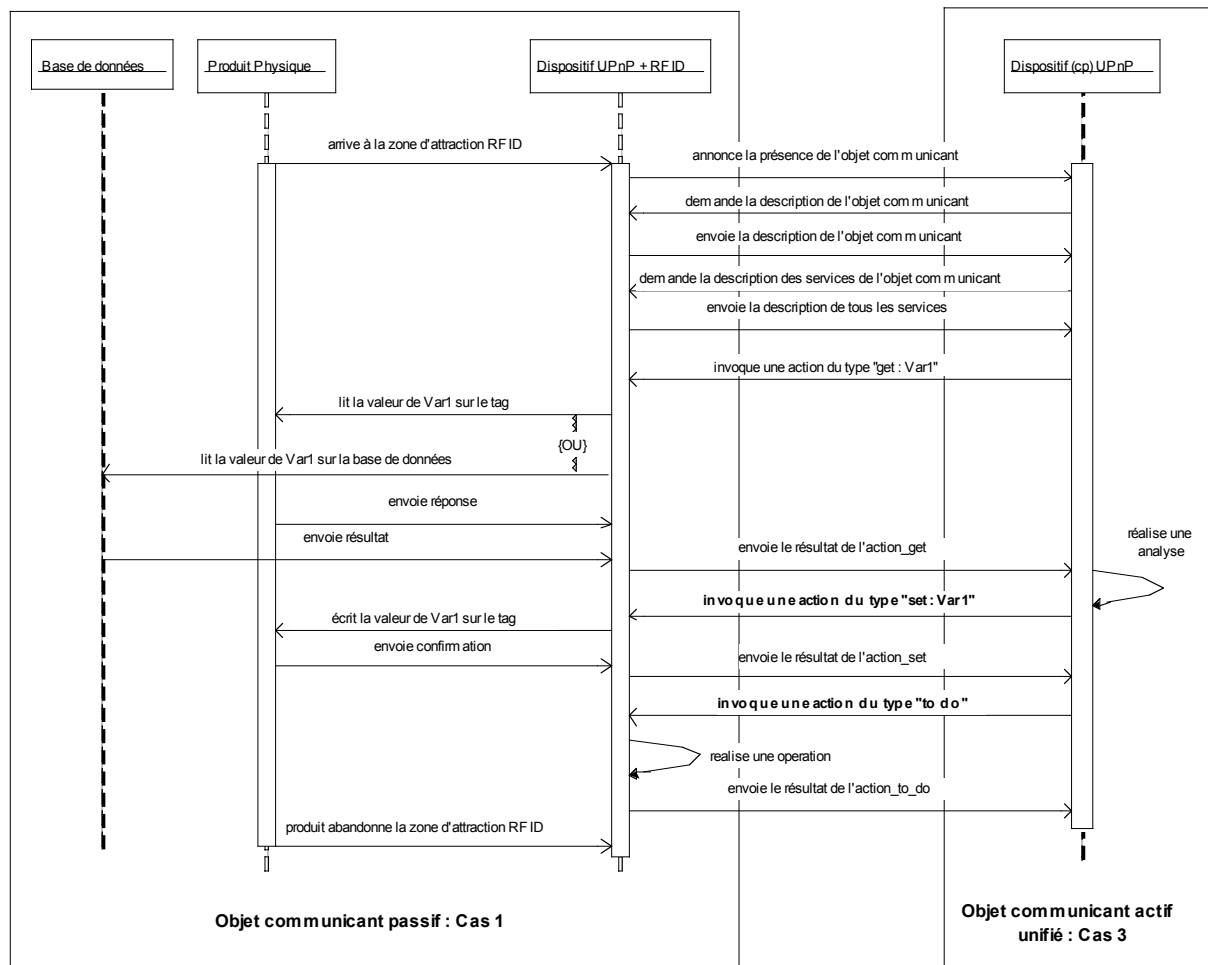 Base de données
Produit Physique
Dispositif UPnP + RFID
Dispositif (cp) UPnP
arrive à la zone d'attraction RFID
annonce la présence de l'objet communicant
demande la description de l'objet communicant
envoie la description de l'objet communicant
demande la description des services de l'objet communicant
envoie la description de tous les services
invoque une action du type "get : Var1"
lit la valeur de Var1 sur le tag
{OU}
lit la valeur de Var1 sur la base de données
envoie réponse
envoie résultat
envoie le résultat de l'action_get
réalise une
analyse
invoque une action du type "set : Var1"
écrit la valeur de Var1 sur le tag
envoie confirmation
envoie le résultat de l'action_set
invoque une action du type "to do"
realise une operation
envoie le résultat de l'action_to_do
produit abandonne la zone d'attraction RFID
Objet communicant passif : Cas 1
Objet communicant actif
unifié : Cas 3